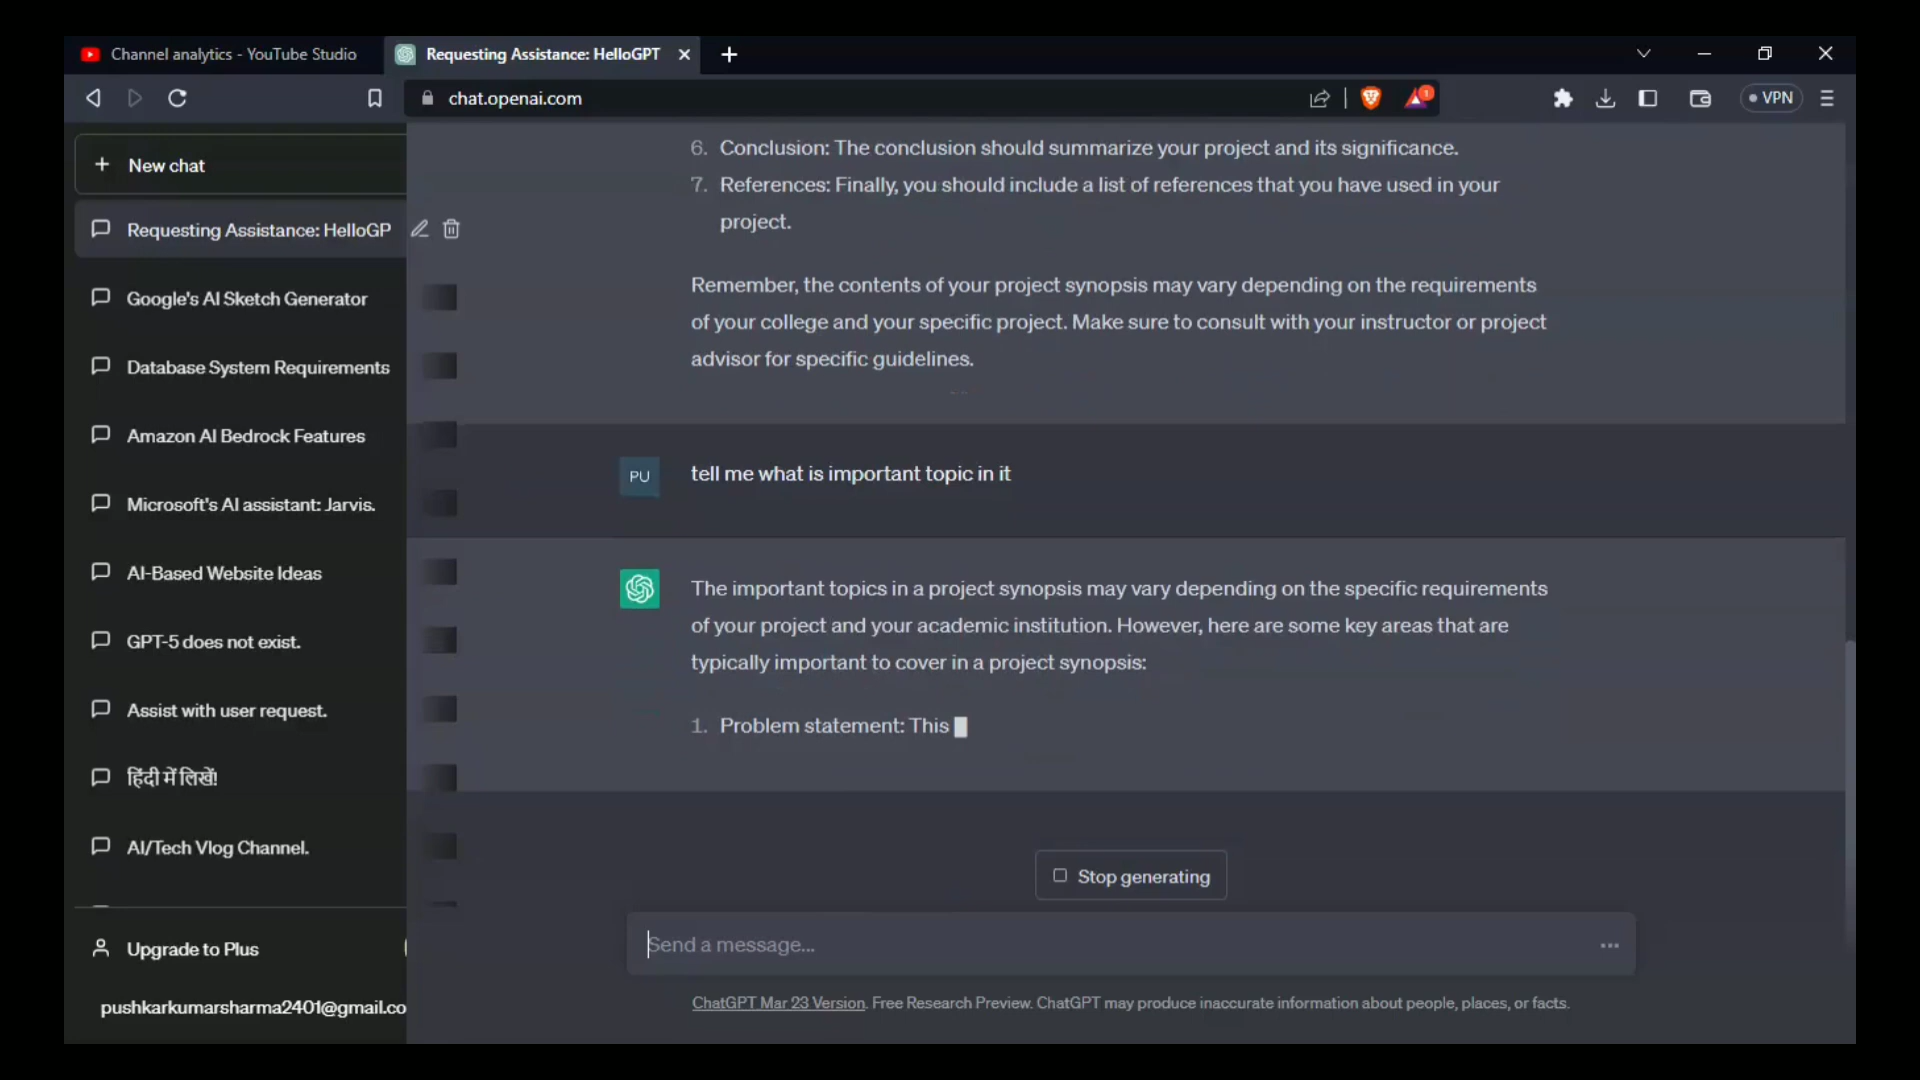 Channel analytics - YouTube Studio
Requesting Assistance: HelloGPT
chat.openai.com
1
VPN
New chat
Requesting Assistance: HelloGP
Google's AI Sketch Generator
Database System Requirements
Amazon AI Bedrock Features
Microsoft's AI assistant: Jarvis.
AI-Based Website Ideas
GPT-5 does not exist.
Assist with user request.
हिंदी में लिखें!
AI/Tech Vlog Channel.
Upgrade to Plus
pushkarkumarsharma2401@gmail.co
6. Conclusion: The conclusion should summarize your project and its significance.
7. References: Finally, you should include a list of references that you have used in your
project.
Remember, the contents of your project synopsis may vary depending on the requirements
of your college and your specific project. Make sure to consult with your instructor or project
advisor for specific guidelines.
PU
tell me what is important topic in it
The important topics in a project synopsis may vary depending on the specific requirements
of your project and your academic institution. However, here are some key areas that are
typically important to cover in a project synopsis:
1. Problem statement: This
Stop generating
Send a message...
ChatGPT Mar 23 Version. Free Research Preview. ChatGPT may produce inaccurate information about people, places, or facts.